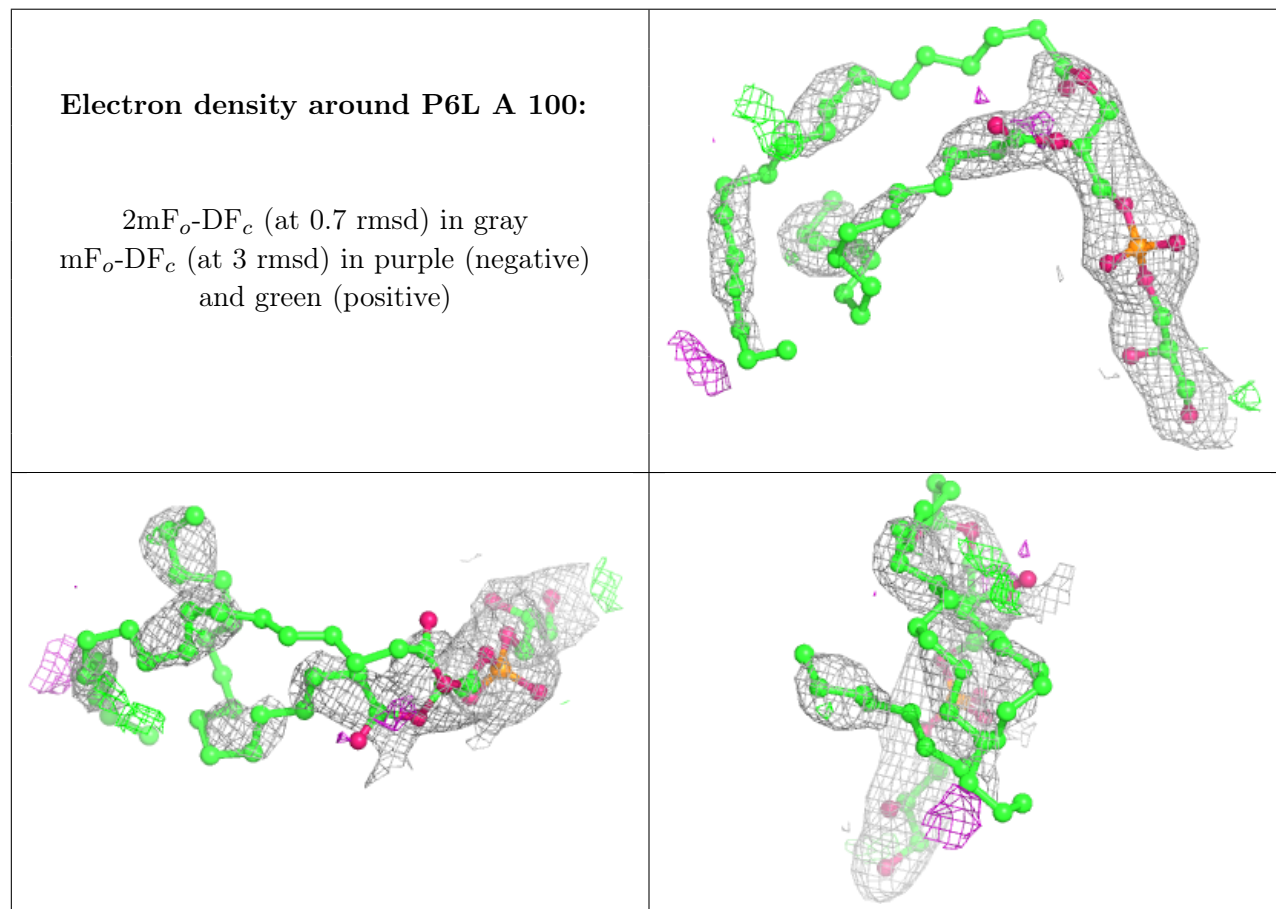 Electron density around P6L A 100:
2mFₒ-DF𝒸 (at 0.7 rmsd) in gray
mFₒ-DF𝒸 (at 3 rmsd) in purple (negative)
and green (positive)